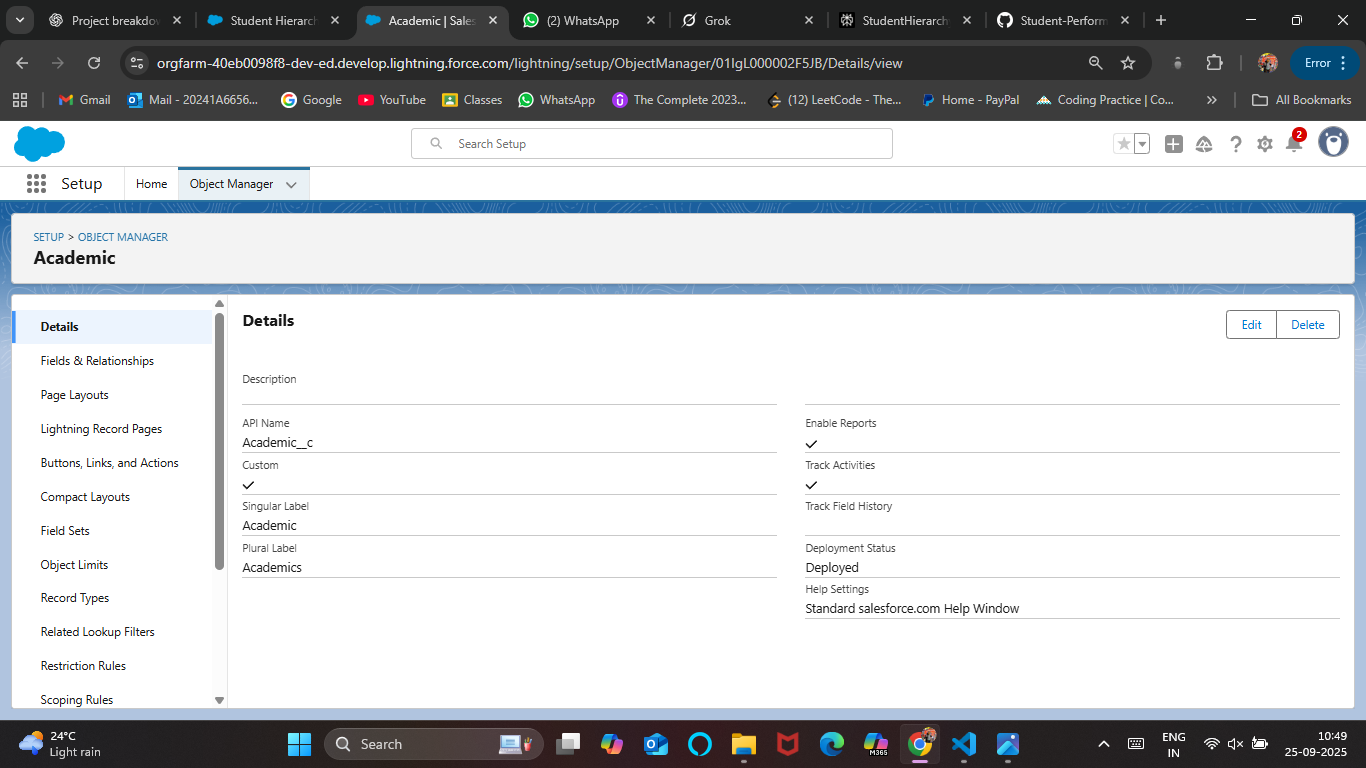 Project breakdov
Student Hierarch
Academic | Sales
(2) WhatsApp
Grok
StudentHierarch
Student-Perform
orgfarm-40eb0098f8-dev-ed.develop.lightning.force.com/lightning/setup/ObjectManager/01IgL000002F5JB/Details/view
Error
Gmail
Mail - 20241A6656...
Google
YouTube
Classes
WhatsApp
The Complete 2023...
(12) LeetCode - The...
Home - PayPal
Coding Practice | Co...
All Bookmarks
Search Setup
2
Setup
Home
Object Manager
SETUP > OBJECT MANAGER
Academic
Details
Fields & Relationships
Page Layouts
Lightning Record Pages
Buttons, Links, and Actions
Compact Layouts
Field Sets
Object Limits
Record Types
Related Lookup Filters
Restriction Rules
Scoping Rules
Details
Edit
Delete
Description
API Name
Academic__c
Custom
Singular Label
Academic
Plural Label
Academics
Enable Reports
Track Activities
Track Field History
Deployment Status
Deployed
Help Settings
Standard salesforce.com Help Window
24°C
Light rain
Search
M365
ENG
IN
10:49
25-09-2025